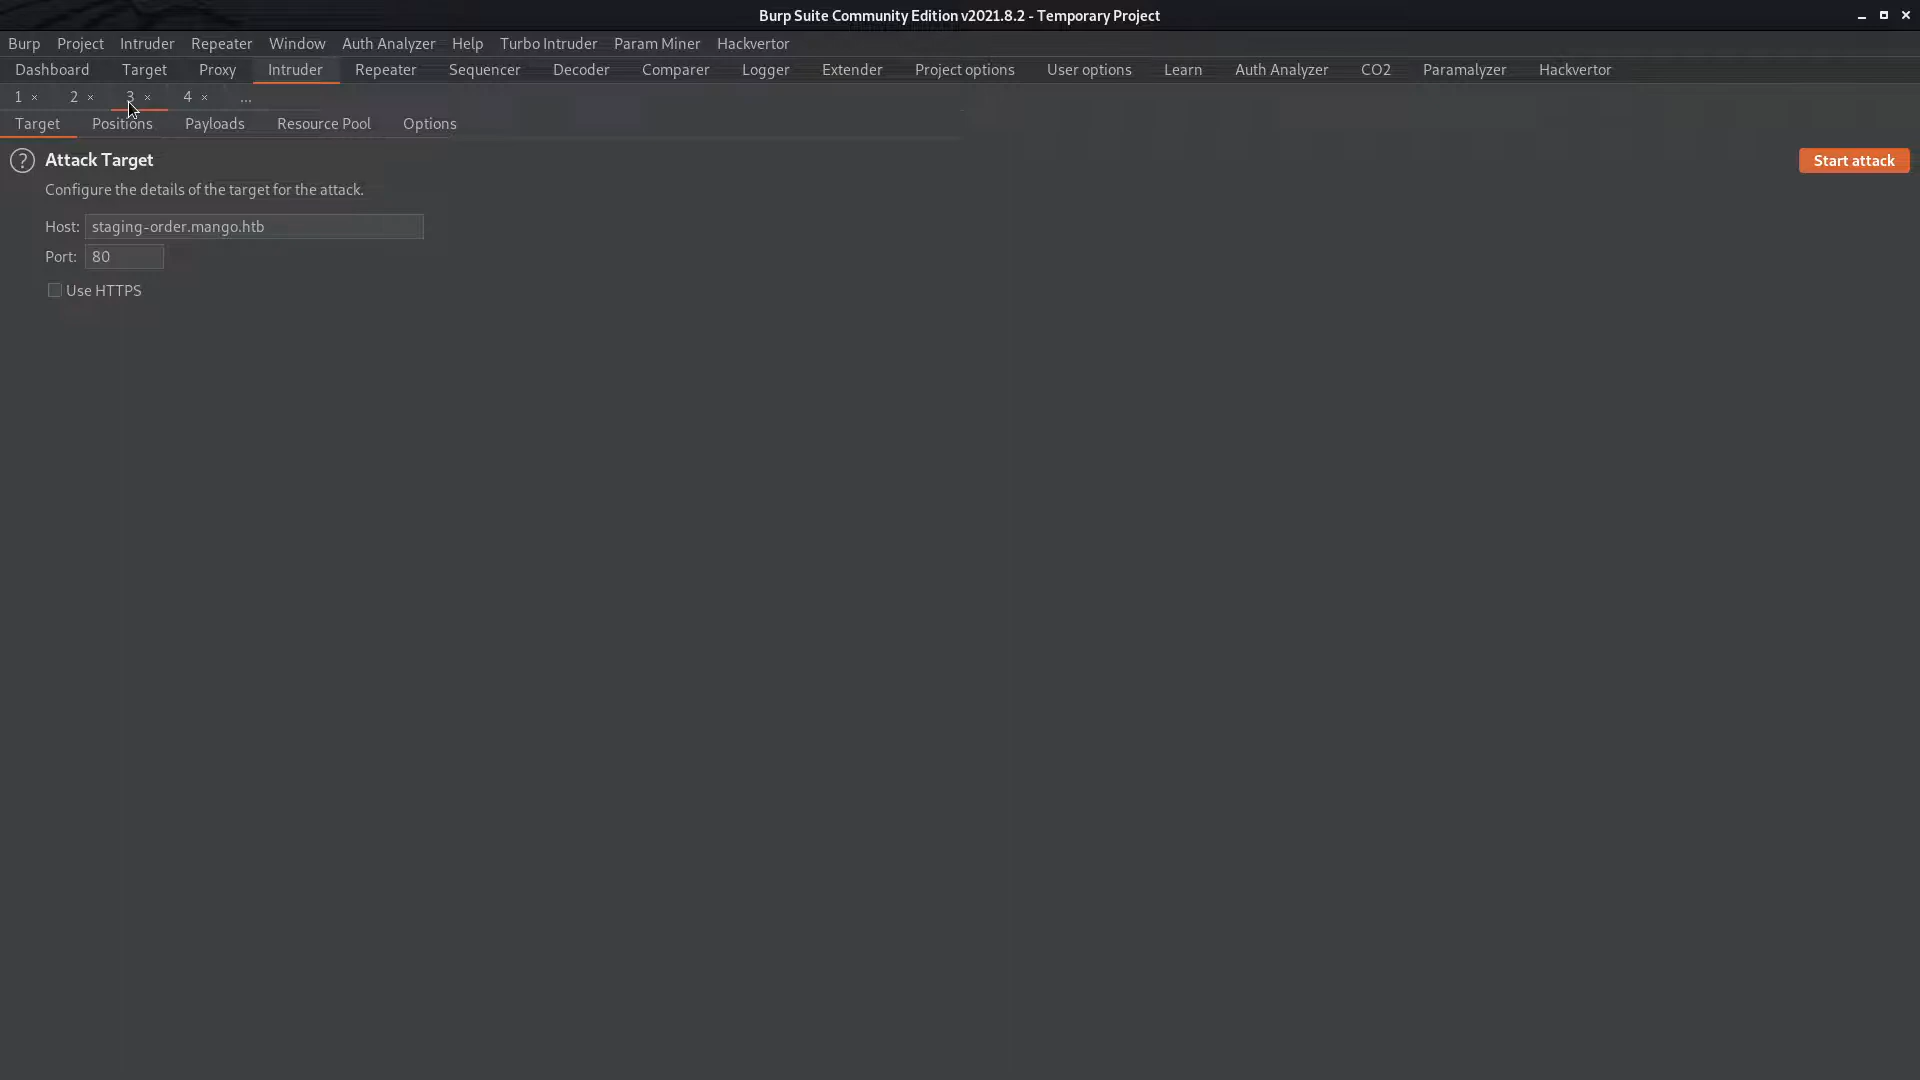 Burp Suite Community Edition v2021.8.2 - Temporary Project
Burp Project Intruder Repeater Window Auth Analyzer Help Turbo Intruder Param Miner Hackvertor
Dashboard Target Proxy Intruder Repeater Sequencer Decoder Comparer Logger Extender Project options User options Learn Auth Analyzer CO2 Paramalyzer Hackvertor
1 × 2 × 3 × 4 × ...
Target Positions Payloads Resource Pool Options
? Attack Target Start attack
Configure the details of the target for the attack.
Host: staging-order.mango.htb
Port: 80
Use HTTPS